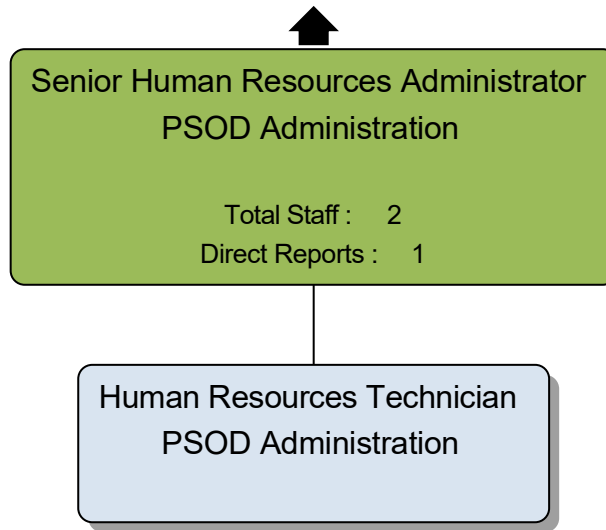 Senior Human Resources Administrator
PSOD Administration
Total Staff : 2
Direct Reports : 1
Human Resources Technician
PSOD Administration